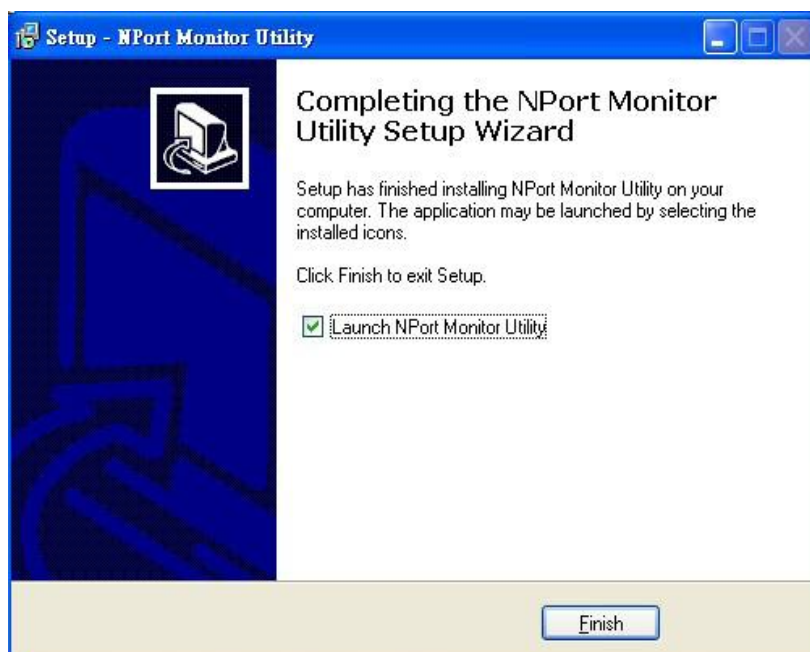 Setup - NPort Monitor Utility
Completing the NPort Monitor
Utility Setup Wizard
Setup has finished installing NPort Monitor Utility on your
computer. The application may be launched by selecting the
installed icons.
Click Finish to exit Setup.
Launch NPort Monitor Utility
Finish